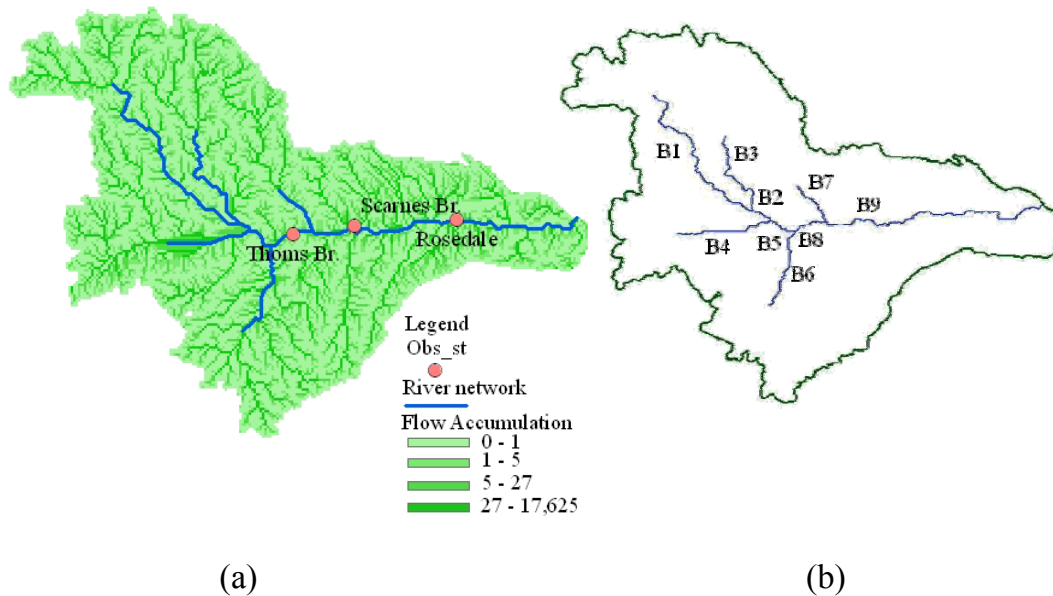 Scarnes Br.
Thoms Br.
Rosedale
Legend
Obs_st
River network
Flow Accumulation
0 - 1
1 - 5
5 - 27
27 - 17,625
(a)
B1
B3
B7
B2
B9
B4
B5
B8
B6
(b)